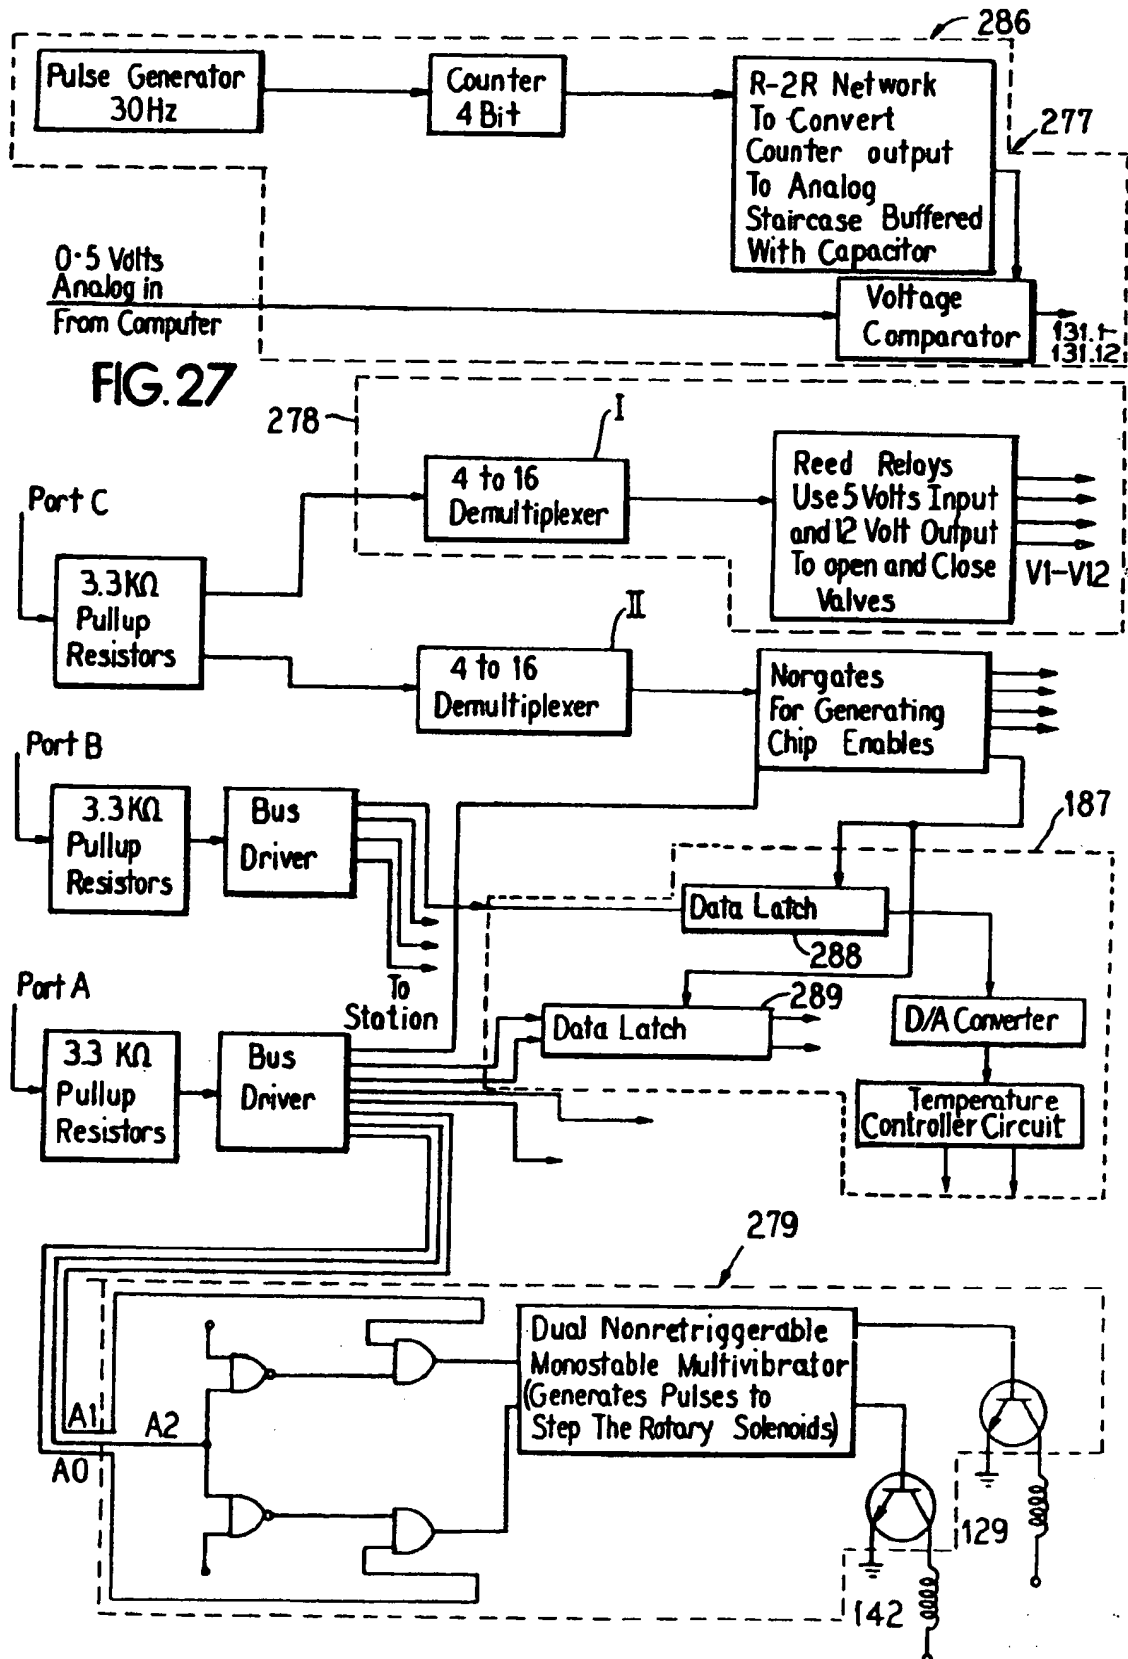 286
Pulse Generator
30Hz
Counter
4 Bit
R-2R Network
To Convert
Counter output
To Analog
Staircase Buffered
With Capacitor
277
0·5 Volts
Analog in
From Computer
Voltage
Comparator
131.1-
131.12
FIG. 27
278
I
4 to 16
Demultiplexer
Reed Relays
Use 5 Volts Input
and 12 Volt Output
To open and Close
Valves
V1-V12
Port C
3.3KΩ
Pullup
Resistors
II
4 to 16
Demultiplexer
Norgates
For Generating
Chip Enables
Port B
3.3KΩ
Pullup
Resistors
Bus
Driver
187
Data Latch
288
To
Station
Port A
3.3 KΩ
Pullup
Resistors
Bus
Driver
289
Data Latch
D/A Converter
Temperature
Controller Circuit
279
Dual Nonretriggerable
Monostable Multivibrator
(Generates Pulses to
Step The Rotary Solenoids)
A1
A2
A0
129
142